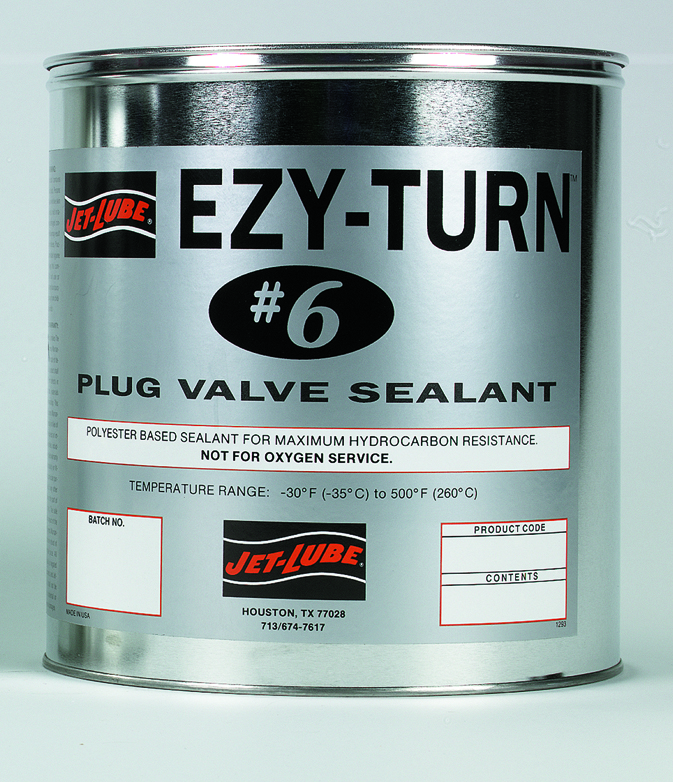 JET-LUBE®
EZY-TURN™
#6
PLUG VALVE SEALANT
POLYESTER BASED SEALANT FOR MAXIMUM HYDROCARBON RESISTANCE.
NOT FOR OXYGEN SERVICE.
TEMPERATURE RANGE: -30°F (-35°C) to 500°F (260°C)
BATCH NO.
MADE IN USA
JET-LUBE®
HOUSTON, TX 77028
713/674-7617
PRODUCT CODE
CONTENTS
1293